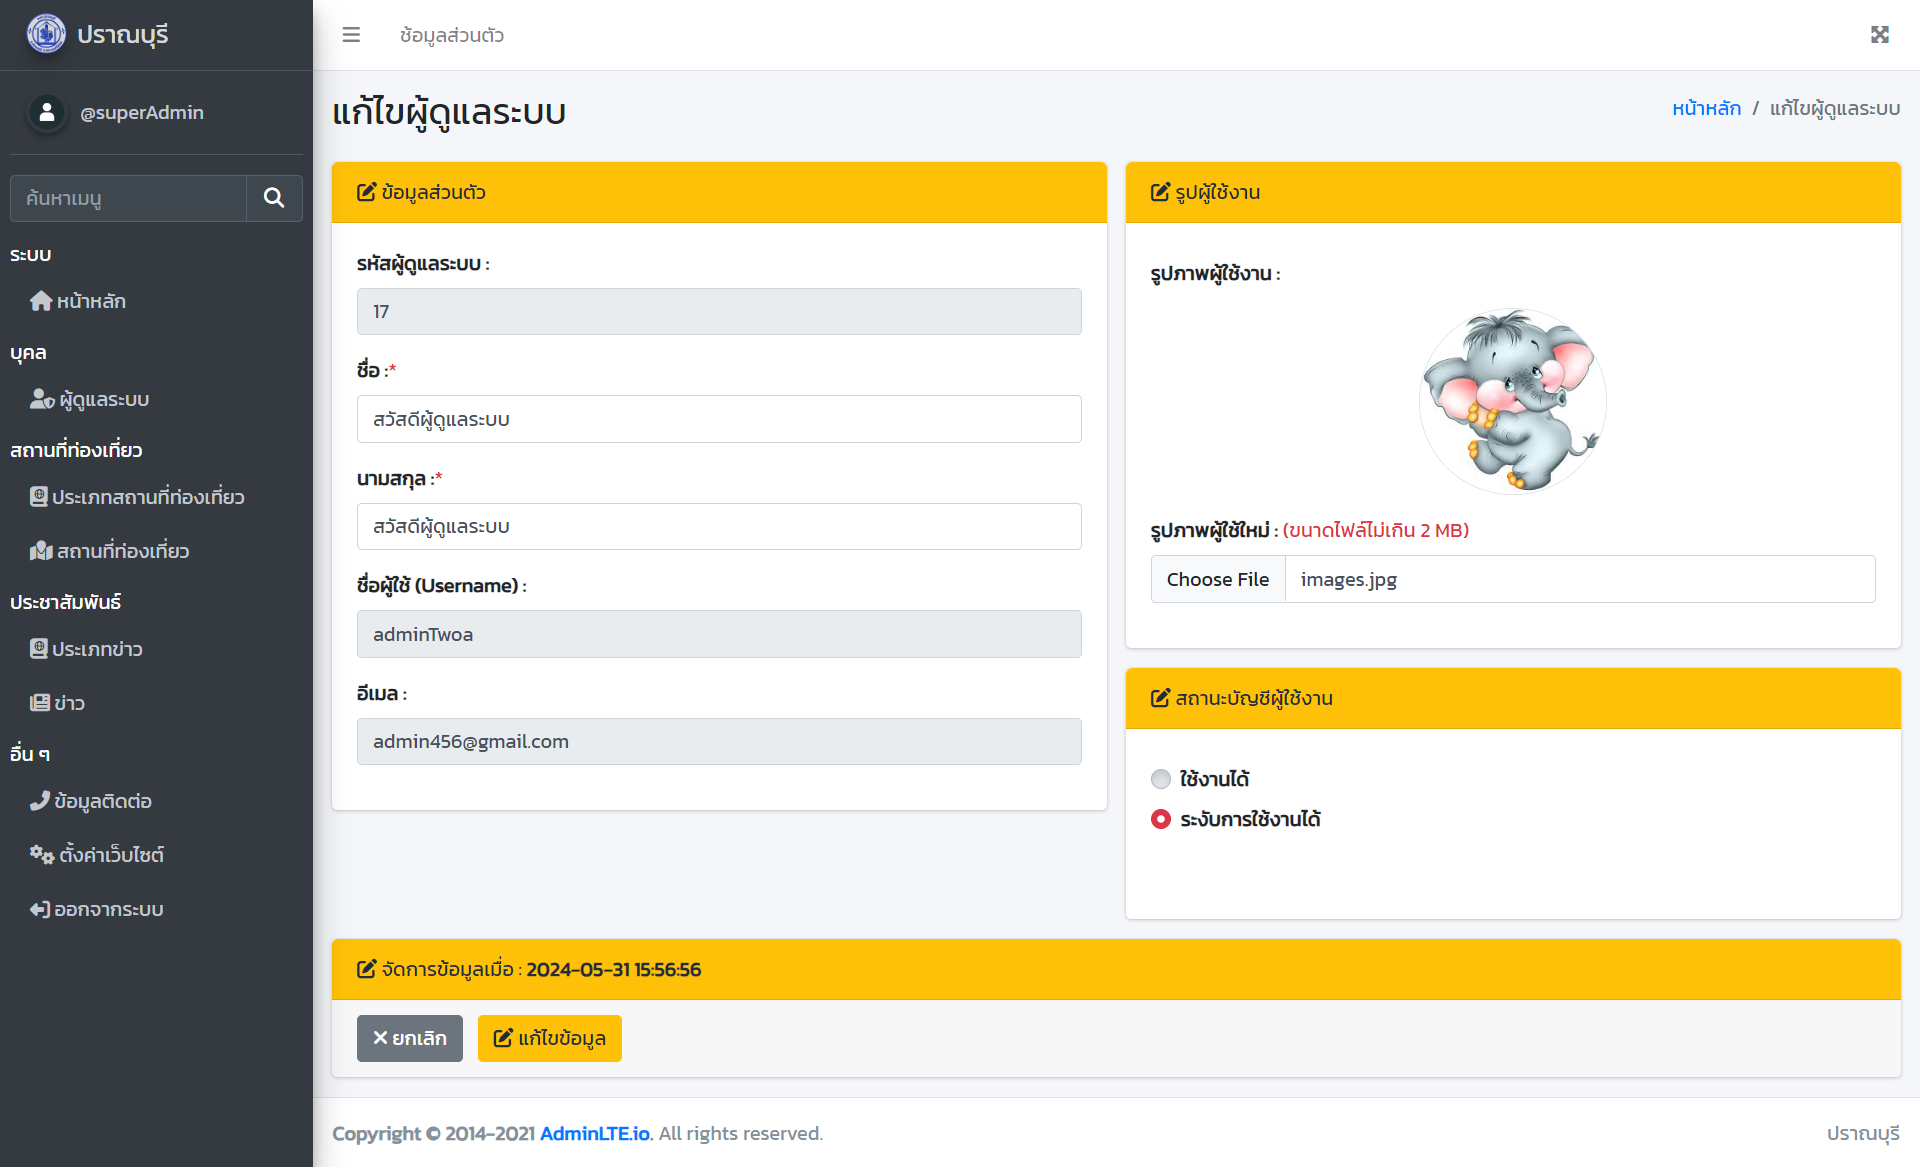 ปราณบุรี
@superAdmin
ค้นหาเมนู
ระบบ
หน้าหลัก
บุคล
ผู้ดูแลระบบ
สถานที่ท่องเที่ยว
ประเภทสถานที่ท่องเที่ยว
สถานที่ท่องเที่ยว
ประชาสัมพันธ์
ประเภทข่าว
ข่าว
อื่น ๆ
ข้อมูลติดต่อ
ตั้งค่าเว็บไซต์
ออกจากระบบ
ข้อมูลส่วนตัว
แก้ไขผู้ดูแลระบบ
หน้าหลัก / แก้ไขผู้ดูแลระบบ
ข้อมูลส่วนตัว
รหัสผู้ดูแลระบบ :
17
ชื่อ :*
สวัสดีผู้ดูแลระบบ
นามสกุล :*
สวัสดีผู้ดูแลระบบ
ชื่อผู้ใช้ (Username) :
adminTwoa
อีเมล :
admin456@gmail.com
รูปผู้ใช้งาน
รูปภาพผู้ใช้งาน :
รูปภาพผู้ใช้ใหม่ : (ขนาดไฟล์ไม่เกิน 2 MB)
Choose File images.jpg
สถานะบัญชีผู้ใช้งาน
ใช้งานได้
ระงับการใช้งานได้
จัดการข้อมูลเมื่อ : 2024-05-31 15:56:56
ยกเลิก
แก้ไขข้อมูล
Copyright © 2014-2021 AdminLTE.io. All rights reserved.
ปราณบุรี